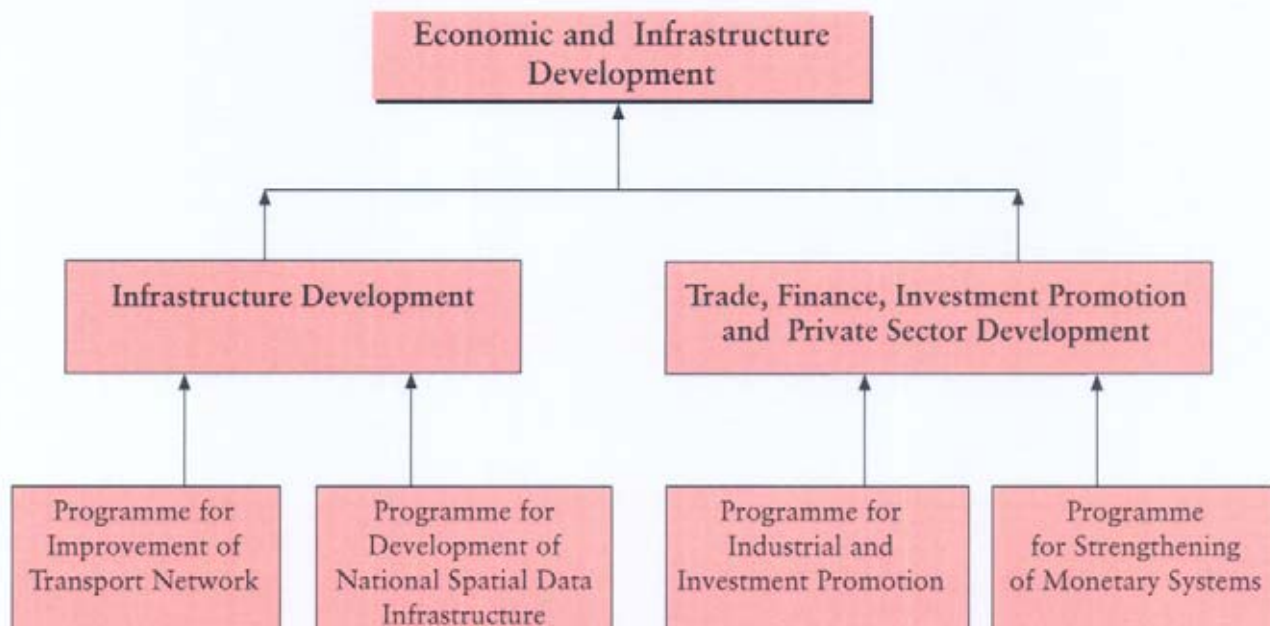 Economic and Infrastructure
Development
Infrastructure Development
Trade, Finance, Investment Promotion
and Private Sector Development
Programme for
Improvement of
Transport Network
Programme for
Development of
National Spatial Data
Infrastructure
Programme for
Industrial and
Investment Promotion
Programme
for Strengthening
of Monetary Systems